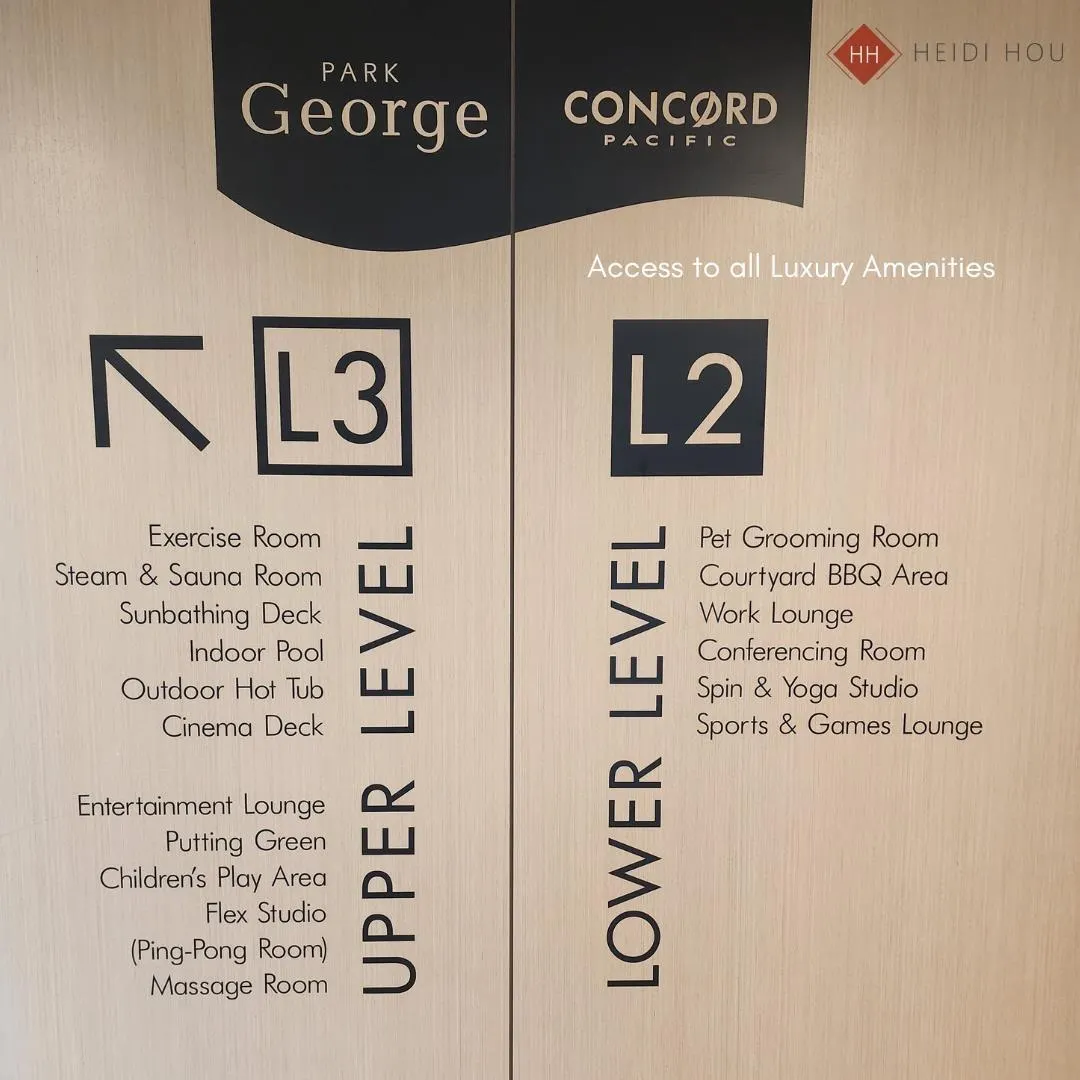 PARK
George
CONCØRD
PACIFIC
HH HEIDI HOU
Access to all Luxury Amenities
L3
UPPER LEVEL
Exercise Room
Steam & Sauna Room
Sunbathing Deck
Indoor Pool
Outdoor Hot Tub
Cinema Deck
Entertainment Lounge
Putting Green
Children's Play Area
Flex Studio
(Ping-Pong Room)
Massage Room
L2
LOWER LEVEL
Pet Grooming Room
Courtyard BBQ Area
Work Lounge
Conferencing Room
Spin & Yoga Studio
Sports & Games Lounge